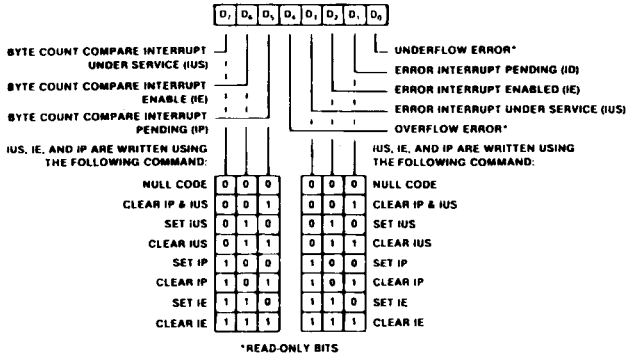 D7 D6 D5 D4 D3 D2 D1 D0
BYTE COUNT COMPARE INTERRUPT
UNDER SERVICE (IUS)
BYTE COUNT COMPARE INTERRUPT
ENABLE (IE)
BYTE COUNT COMPARE INTERRUPT
PENDING (IP)
IUS, IE, AND IP ARE WRITTEN USING
THE FOLLOWING COMMAND:
UNDERFLOW ERROR*
ERROR INTERRUPT PENDING (ID)
ERROR INTERRUPT ENABLED (IE)
ERROR INTERRUPT UNDER SERVICE (IUS)
OVERFLOW ERROR*
IUS, IE, AND IP ARE WRITTEN USING
THE FOLLOWING COMMAND:
NULL CODE 0 0 0 0 0 0 NULL CODE
CLEAR IP & IUS 0 0 1 0 0 1 CLEAR IP & IUS
SET IUS 0 1 0 0 1 0 SET IUS
CLEAR IUS 0 1 1 0 1 1 CLEAR IUS
SET IP 1 0 0 1 0 0 SET IP
CLEAR IP 1 0 1 1 0 1 CLEAR IP
SET IE 1 1 0 1 1 0 SET IE
CLEAR IE 1 1 1 1 1 1 CLEAR IE
*READ-ONLY BITS